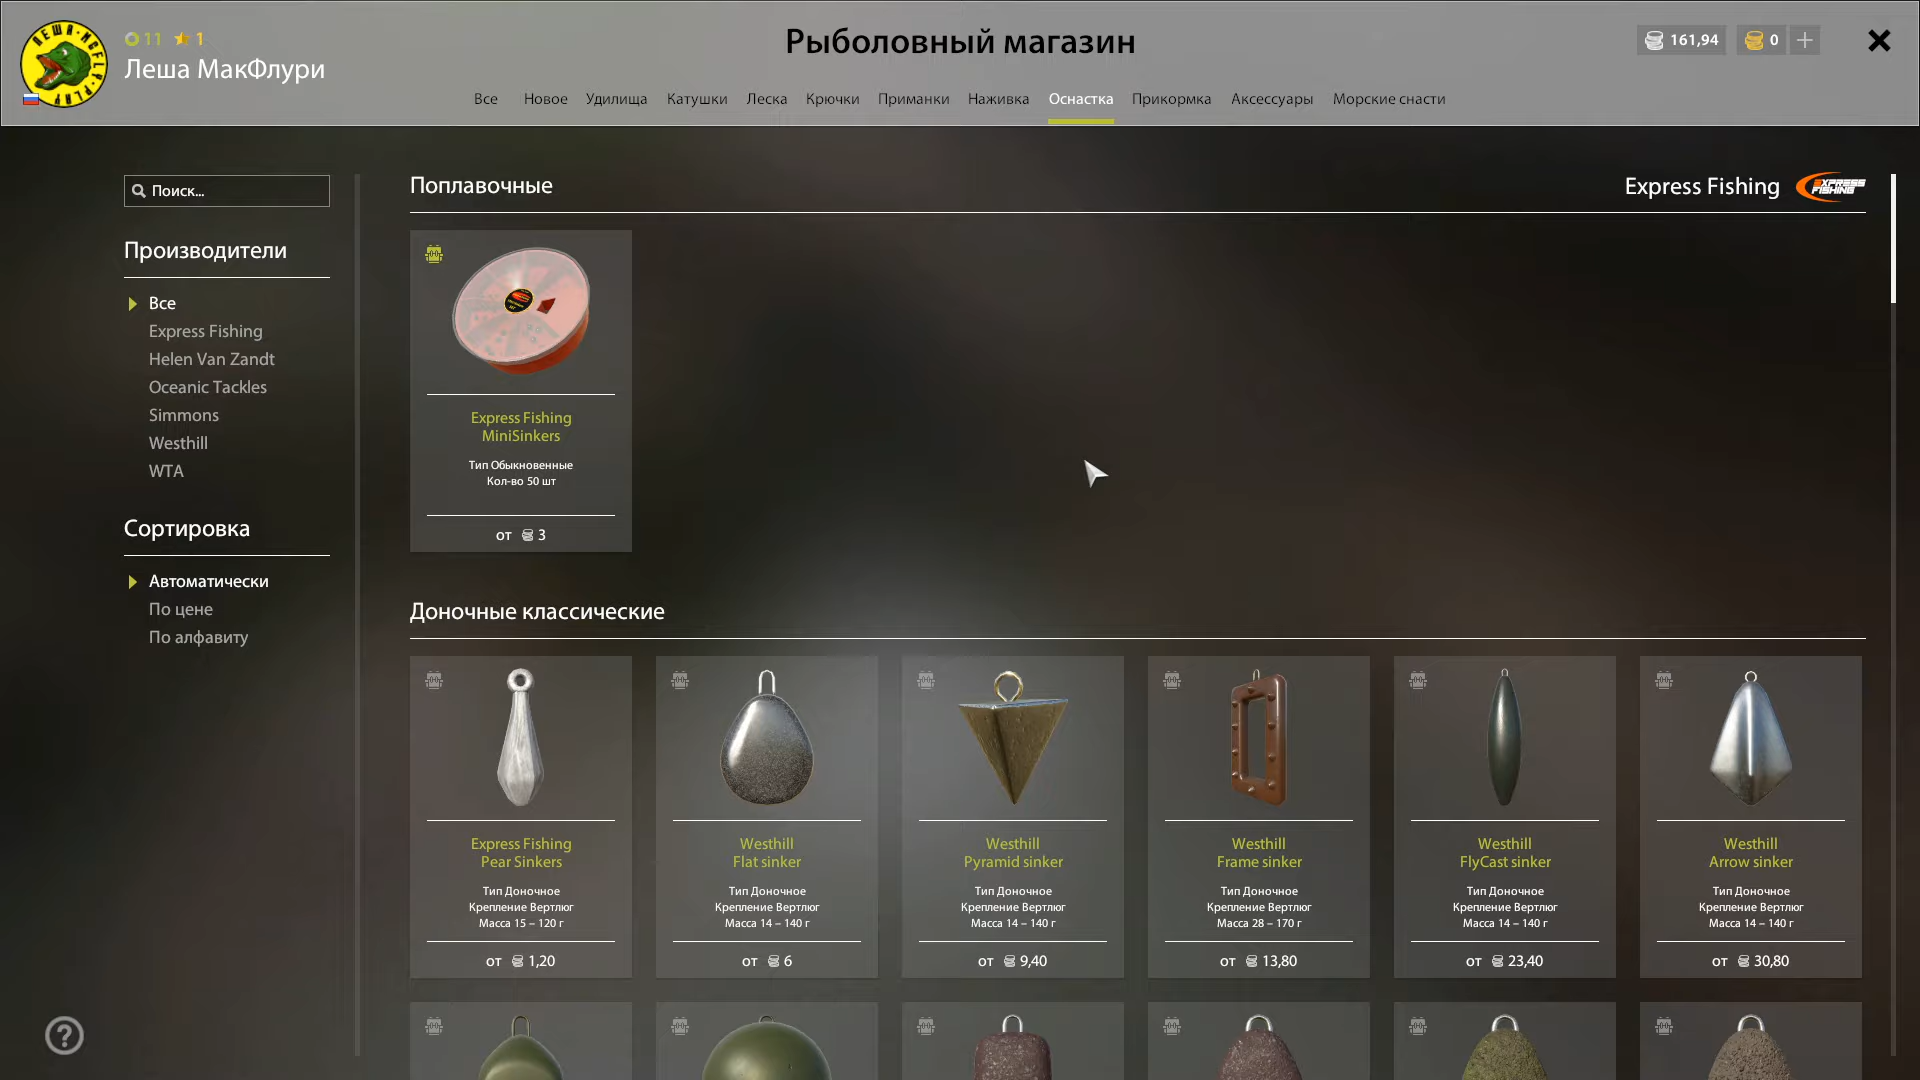 11 1
Леша МакФлури
Рыболовный магазин
161,94 0
Все Новое Удилища Катушки Леска Крючки Приманки Наживка Оснастка Прикормка Аксессуары Морские снасти
Поиск...
Производители
Все
Express Fishing
Helen Van Zandt
Oceanic Tackles
Simmons
Westhill
WTA
Сортировка
Автоматически
По цене
По алфавиту
Поплавочные
Express Fishing
EXPRESS
FISHING
Express Fishing
MiniSinkers
Тип Обыкновенные
Кол-во 50 шт
от 3
Доночные классические
Express Fishing
Pear Sinkers
Тип Доночное
Крепление Вертлюг
Масса 15 – 120 г
от 1,20
Westhill
Flat sinker
Тип Доночное
Крепление Вертлюг
Масса 14 – 140 г
от 6
Westhill
Pyramid sinker
Тип Доночное
Крепление Вертлюг
Масса 14 – 140 г
от 9,40
Westhill
Frame sinker
Тип Доночное
Крепление Вертлюг
Масса 28 – 170 г
от 13,80
Westhill
FlyCast sinker
Тип Доночное
Крепление Вертлюг
Масса 14 – 140 г
от 23,40
Westhill
Arrow sinker
Тип Доночное
Крепление Вертлюг
Масса 14 – 140 г
от 30,80